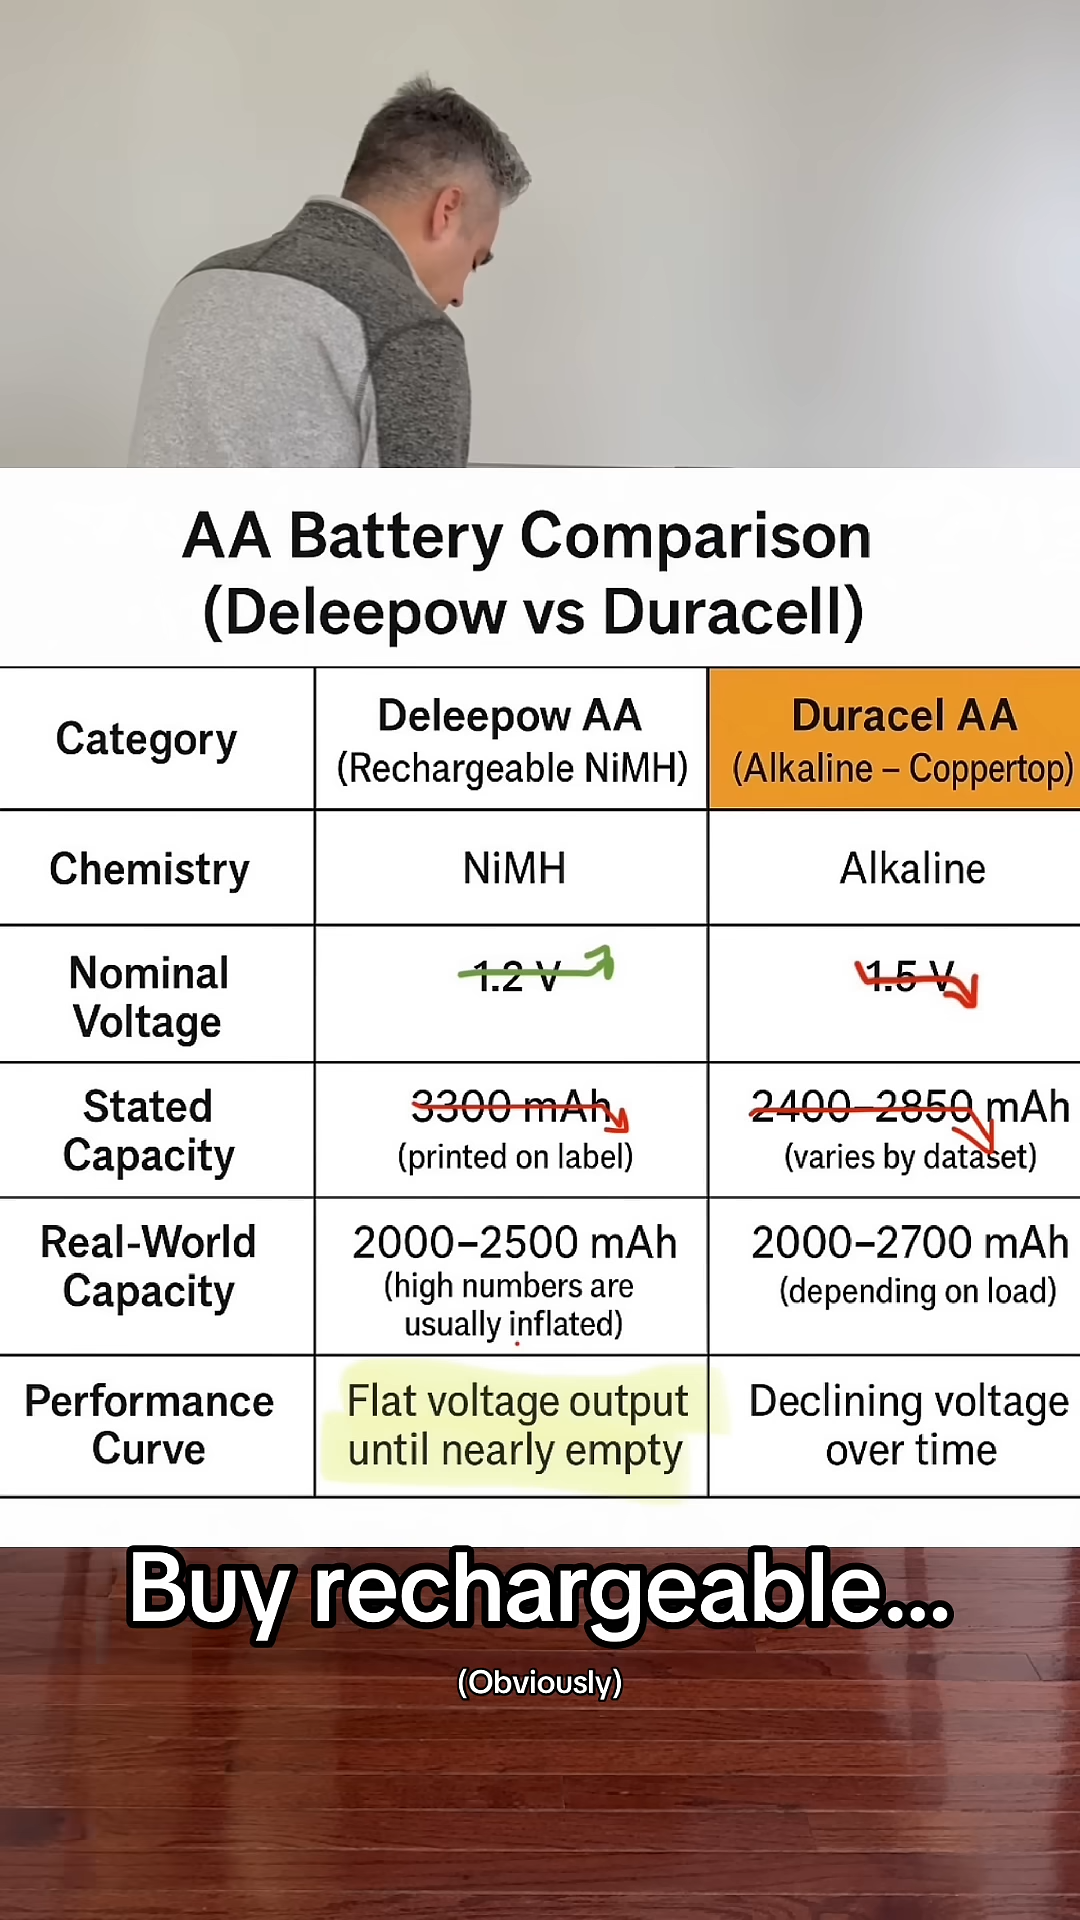 AA Battery Comparison
(Deleepow vs Duracell)
Category
Deleepow AA
(Rechargeable NiMH)
Duracel AA
(Alkaline – Coppertop)
Chemistry
NiMH
Alkaline
Nominal
Voltage
1.2 V
1.5 V
Stated
Capacity
3300 mAh
(printed on label)
2400–2850 mAh
(varies by dataset)
Real-World
Capacity
2000–2500 mAh
(high numbers are
usually inflated)
2000–2700 mAh
(depending on load)
Performance
Curve
Flat voltage output
until nearly empty
Declining voltage
over time
Buy rechargeable...
(Obviously)